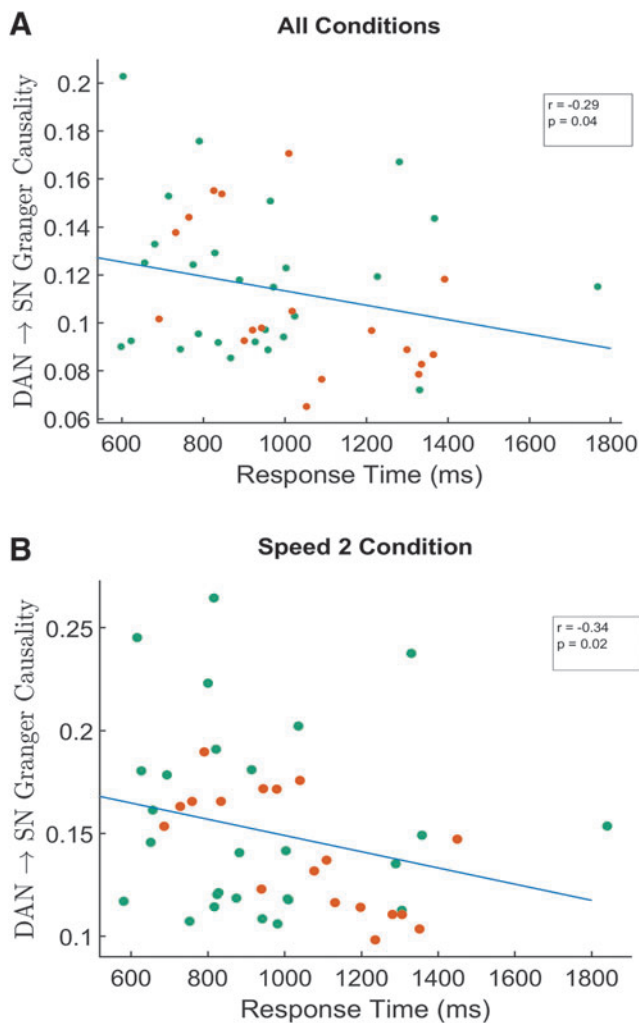 A
All Conditions
DAN → SN Granger Causality
0.2
0.18
0.16
0.14
0.12
0.1
0.08
0.06
r = -0.29
p = 0.04
600 800 1000 1200 1400 1600 1800
Response Time (ms)
B
Speed 2 Condition
DAN → SN Granger Causality
0.25
0.2
0.15
0.1
r = -0.34
p = 0.02
600 800 1000 1200 1400 1600 1800
Response Time (ms)